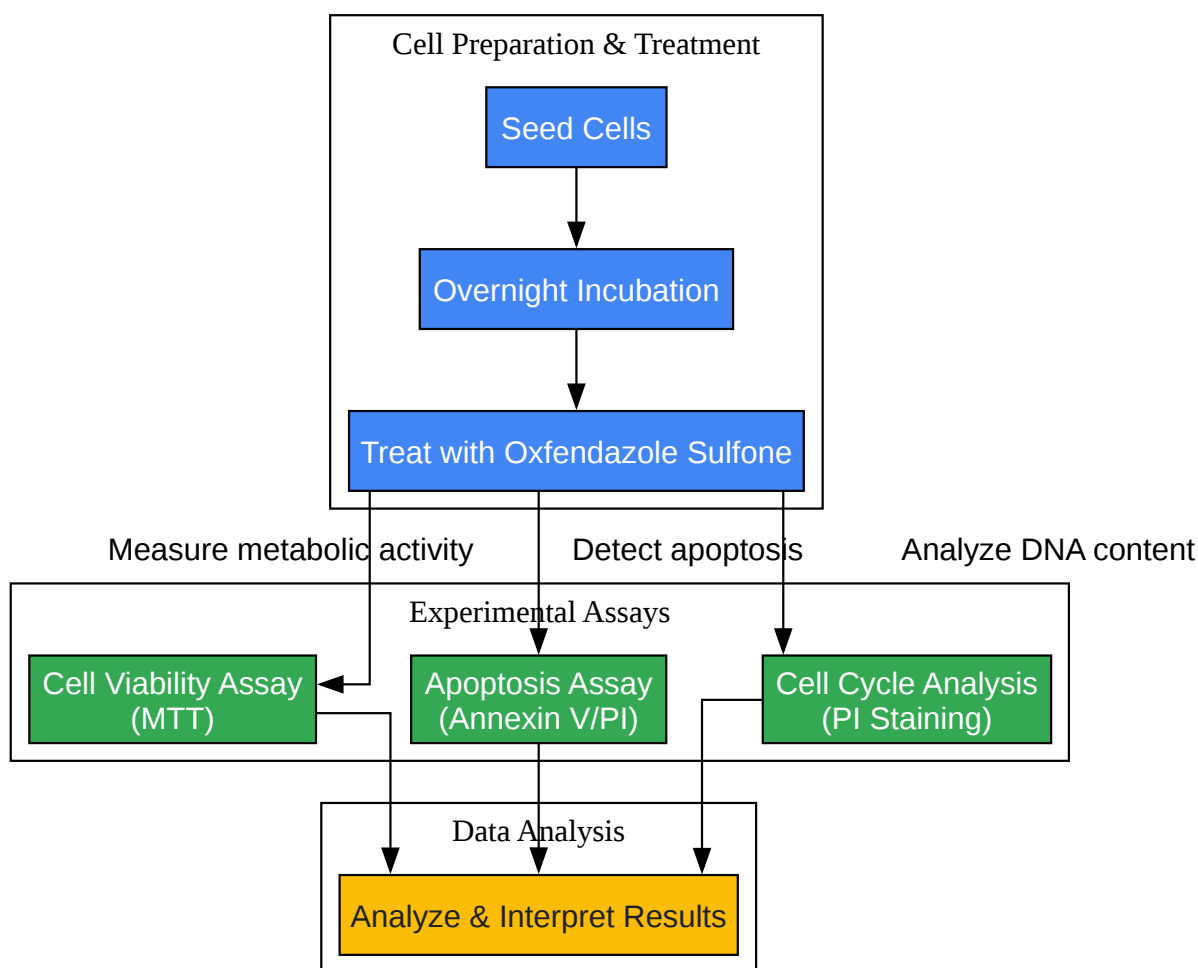 Cell Preparation & Treatment
Seed Cells
Overnight Incubation
Treat with Oxfendazole Sulfone
Measure metabolic activity
Detect apoptosis
Analyze DNA content
Experimental Assays
Cell Viability Assay
(MTT)
Apoptosis Assay
(Annexin V/PI)
Cell Cycle Analysis
(PI Staining)
Data Analysis
Analyze & Interpret Results